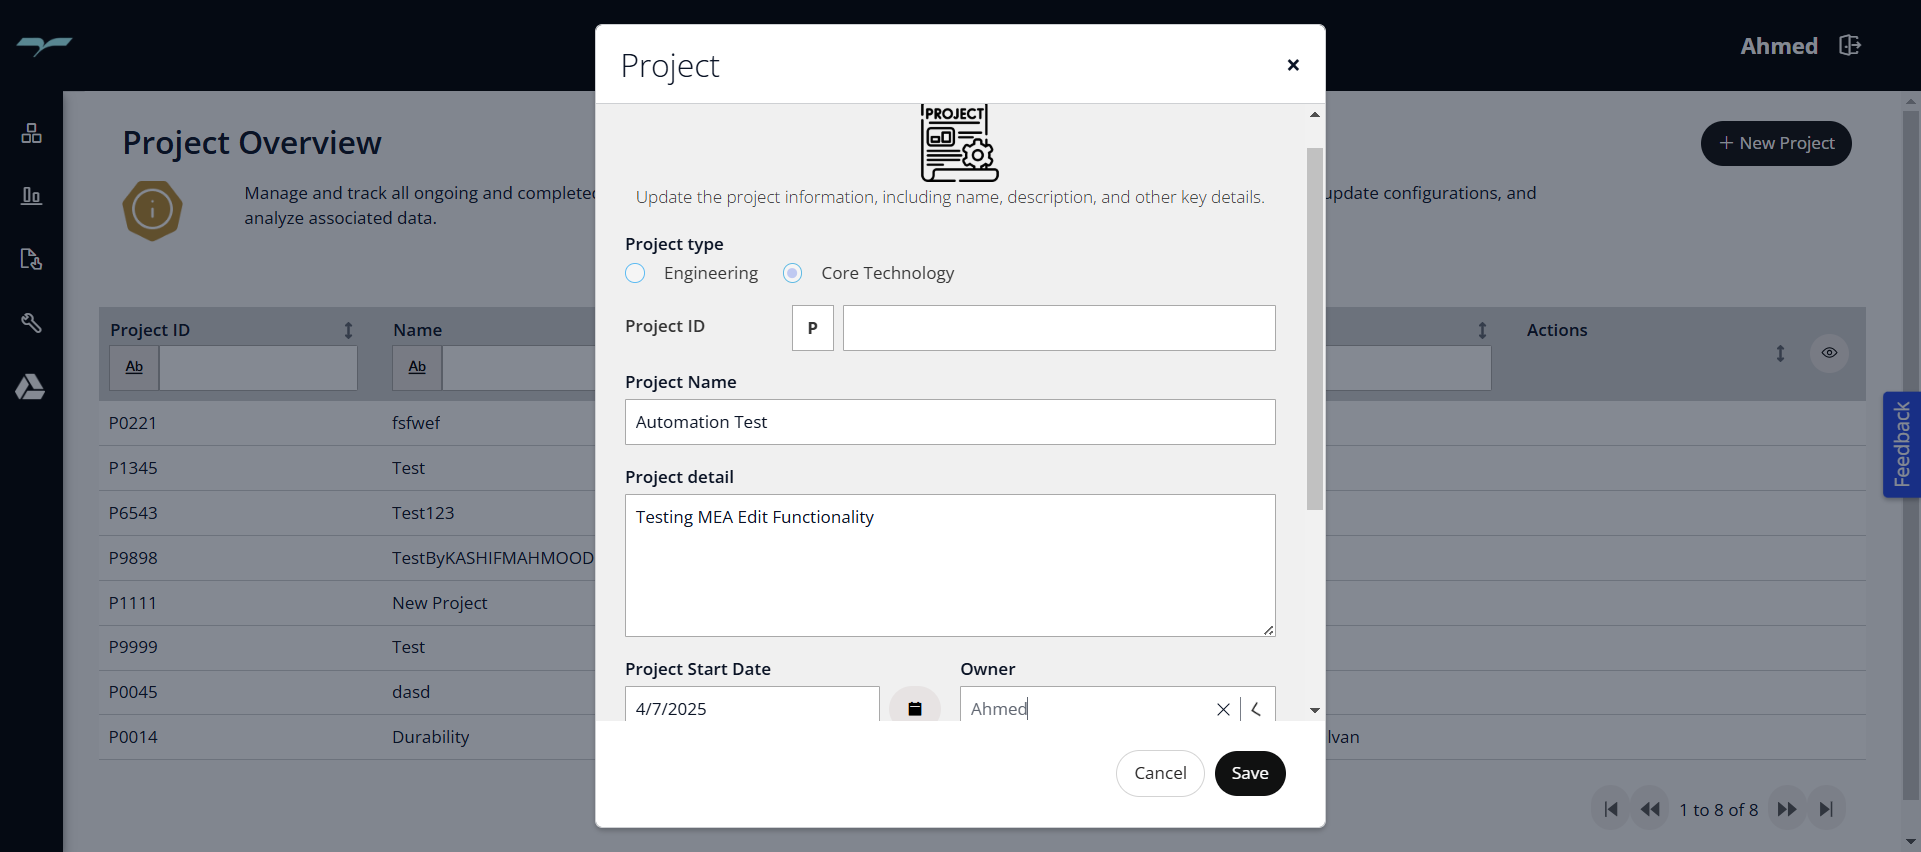 Ahmed
Project
×
PROJECT
Project Overview
+ New Project
Manage and track all ongoing and complete
update configurations, and
analyze associated data.
Update the project information, including name, description, and other key details.
Project type
Engineering
Core Technology
Project ID
P
Project Name
Automation Test
Project detail
Testing MEA Edit Functionality
Project Start Date
Owner
4/7/2025
Ahmed
Cancel
Save
Project ID
Name
Actions
Ab
Ab
P0221
fsfwef
P1345
Test
P6543
Test123
P9898
TestByKASHIFMAHMOOD
P1111
New Project
P9999
Test
P0045
dasd
P0014
Durability
lvan
1 to 8 of 8
Feedback